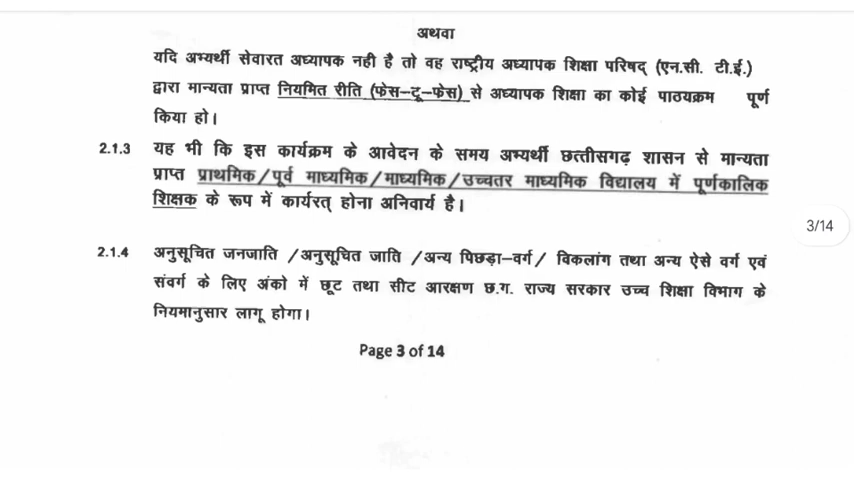 अथवा
यदि अभ्यर्थी सेवारत अध्यापक नही है तो वह राष्ट्रीय अध्यापक शिक्षा परिषद् (एन.सी. टी.ई.)
द्वारा मान्यता प्राप्त नियमित रीति (फेस–टू–फेस) से अध्यापक शिक्षा का कोई पाठयक्रम पूर्ण
किया हो।
2.1.3 यह भी कि इस कार्यक्रम के आवेदन के समय अभ्यर्थी छत्तीसगढ़ शासन से मान्यता
प्राप्त प्राथमिक/पूर्व माध्यमिक/माध्यमिक/उच्चतर माध्यमिक विद्यालय में पूर्णकालिक
शिक्षक के रूप में कार्यरत् होना अनिवार्य है।
3/14
2.1.4 अनुसूचित जनजाति /अनुसूचित जाति /अन्य पिछड़ा–वर्ग/ विकलांग तथा अन्य ऐसे वर्ग एवं
संवर्ग के लिए अंको में छूट तथा सीट आरक्षण छ.ग. राज्य सरकार उच्च शिक्षा विभाग के
नियमानुसार लागू होगा।
Page 3 of 14